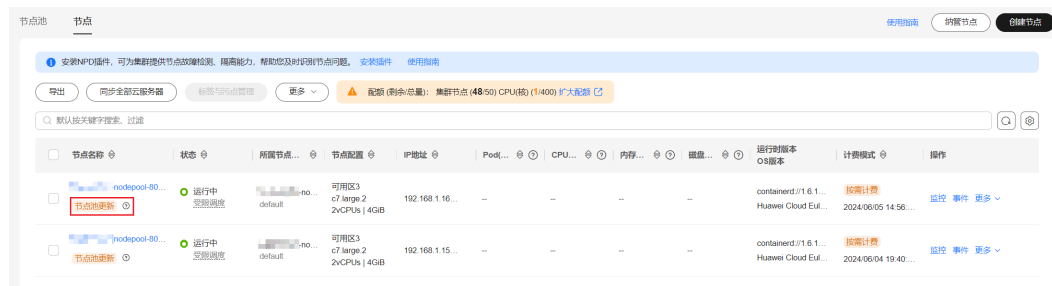 节点池 节点 使用指南 纳管节点 创建节点
安装NPD插件，可为集群提供节点故障检测、隔离能力，帮助您及时识别节点问题。 安装插件 使用指南
导出 同步全部云服务器 标签与污点管理 更多 配额 (剩余/总量): 集群节点 (48/50) CPU(核) (1/400) 扩大配额
默认按关键字搜索、过滤
节点名称 状态 所属节点... 节点配置 IP地址 Pod(... CPU... 内存... 磁盘... 运行时版本 计费模式 操作
OS版本
-nodepool-80... 运行中 -no... 可用区3 192.168.1.16... -- -- -- -- containerd://1.6.1... 按需计费 监控 事件 更多
节点池更新 受限调度 default c7.large.2 Huawei Cloud Eul... 2024/06/05 14:56:...
2vCPUs | 4GiB
nodepool-80... 运行中 -no... 可用区3 192.168.1.15... -- -- -- -- containerd://1.6.1... 按需计费 监控 事件 更多
节点池更新 受限调度 default c7.large.2 Huawei Cloud Eul... 2024/06/04 19:40:...
2vCPUs | 4GiB